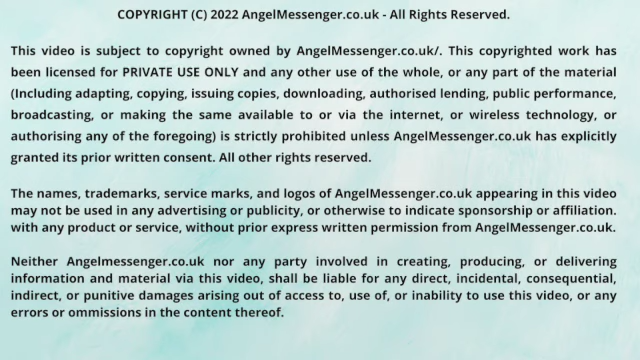 COPYRIGHT (C) 2022 AngelMessenger.co.uk - All Rights Reserved.
This video is subject to copyright owned by AngelMessenger.co.uk/. This copyrighted work has
been licensed for PRIVATE USE ONLY and any other use of the whole, or any part of the material
(Including adapting, copying, issuing copies, downloading, authorised lending, public performance,
broadcasting, or making the same available to or via the internet, or wireless technology, or
authorising any of the foregoing) is strictly prohibited unless AngelMessenger.co.uk has explicitly
granted its prior written consent. All other rights reserved.
The names, trademarks, service marks, and logos of AngelMessenger.co.uk appearing in this video
may not be used in any advertising or publicity, or otherwise to indicate sponsorship or affiliation.
with any product or service, without prior express written permission from AngelMessenger.co.uk.
Neither Angelmessenger.co.uk nor any party involved in creating, producing, or delivering
information and material via this video, shall be liable for any direct, incidental, consequential,
indirect, or punitive damages arising out of access to, use of, or inability to use this video, or any
errors or ommissions in the content thereof.